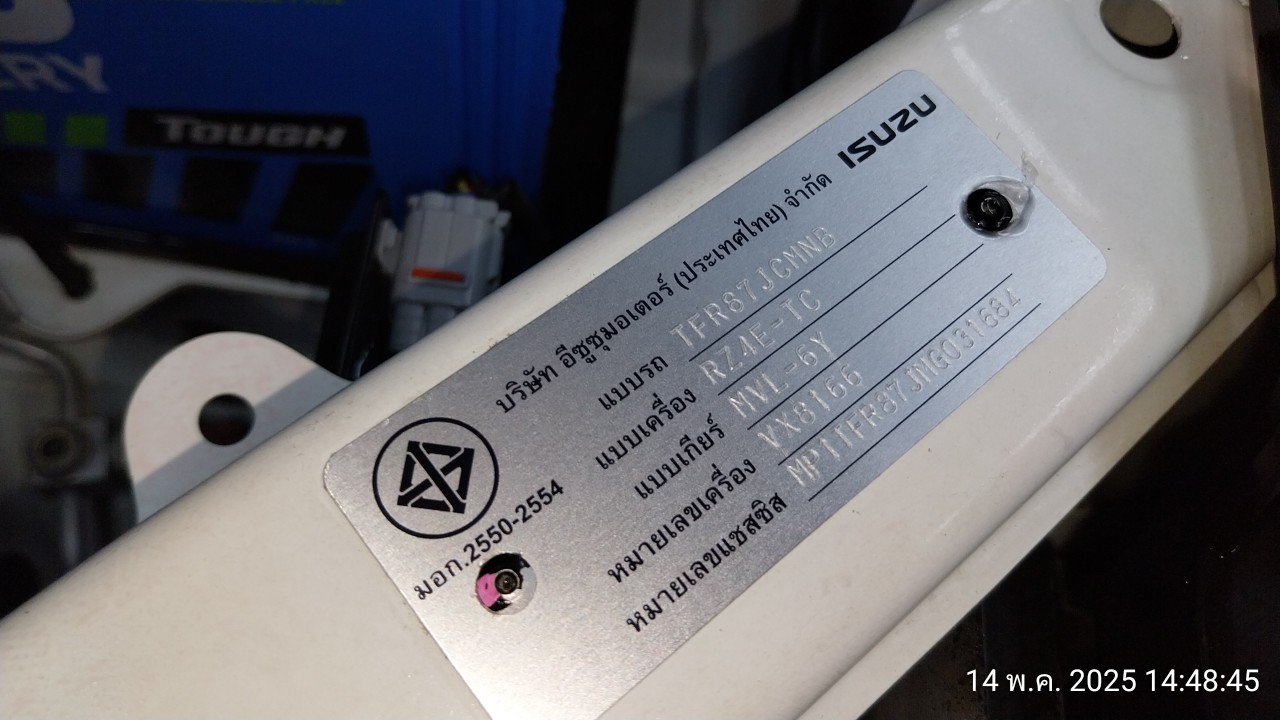 ERY
TOUGH
ISUZU
บริษัท อีซูซุมอเตอร์ (ประเทศไทย) จำกัด
แบบรถ TFR87JCMNB
แบบเครื่อง RZ4E-TC
แบบเกียร์ MVL-6Y
หมายเลขเครื่อง VX8166
หมายเลขแชสซิส MP1TFR87JNG031684
มอก.2550-2554
14 พ.ค. 2025 14:48:45